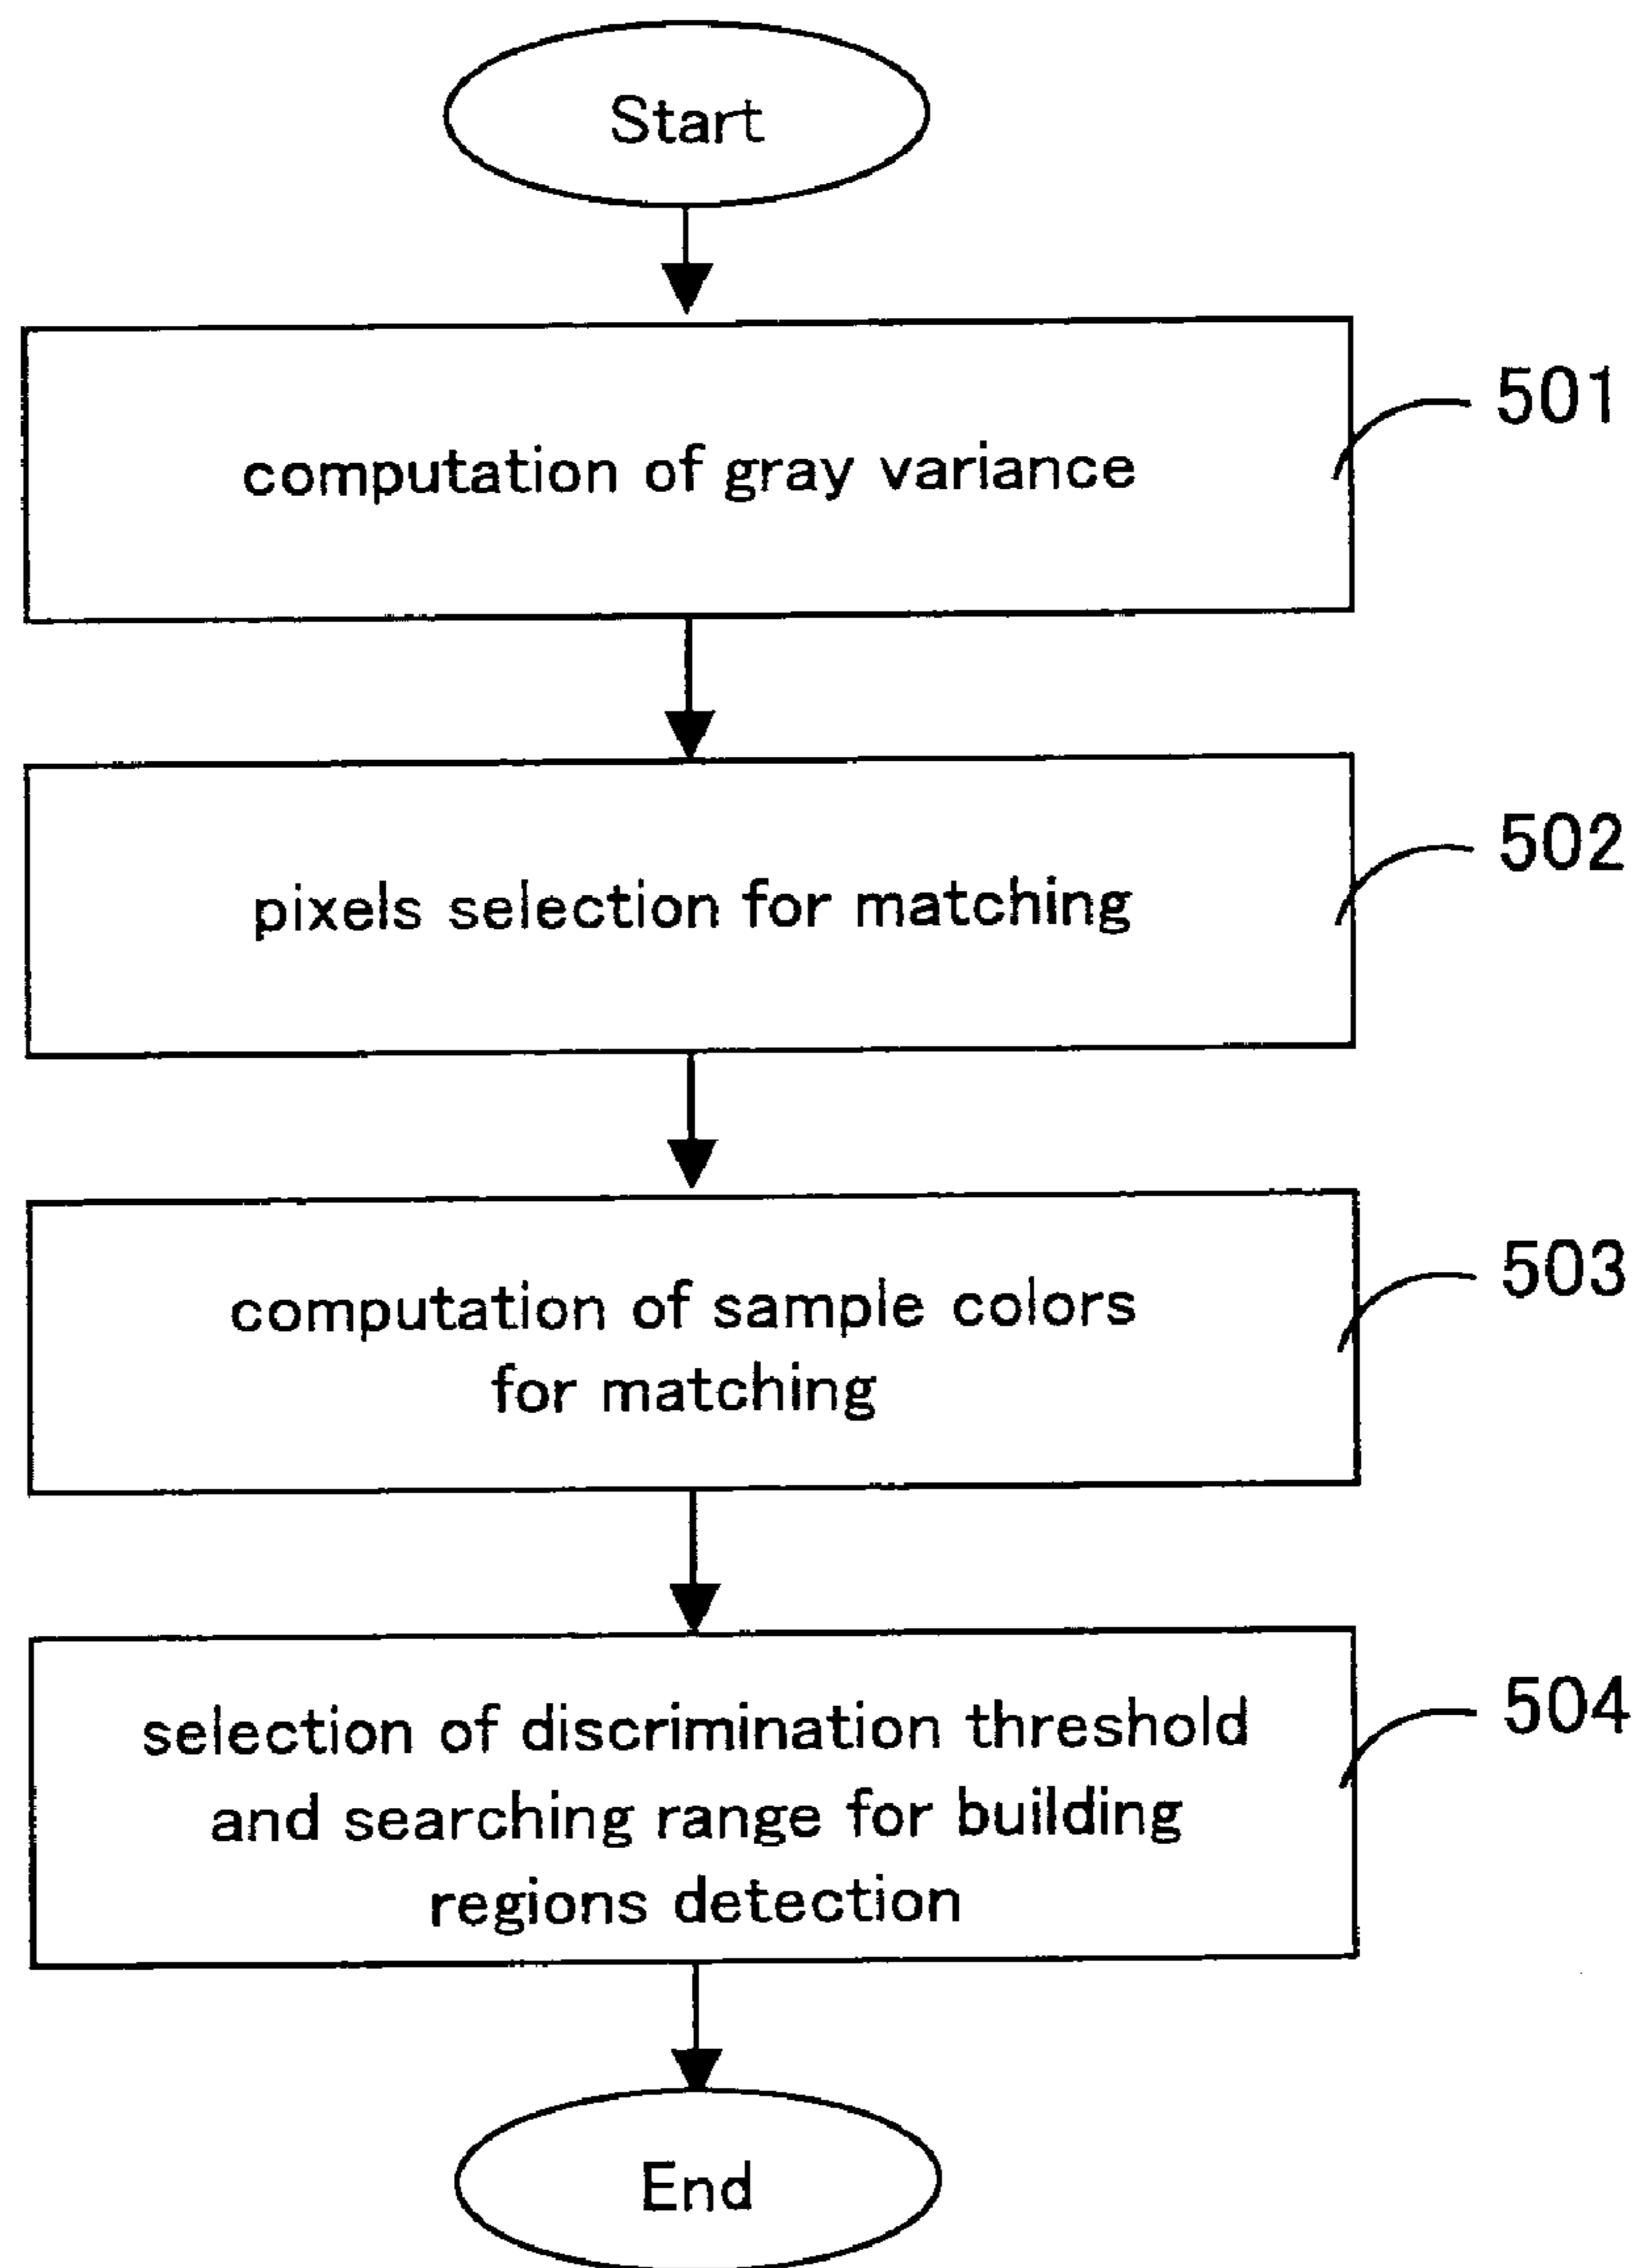 Start
computation of gray variance
501
pixels selection for matching
502
computation of sample colors
for matching
503
selection of discrimination threshold
and searching range for building
regions detection
504
End